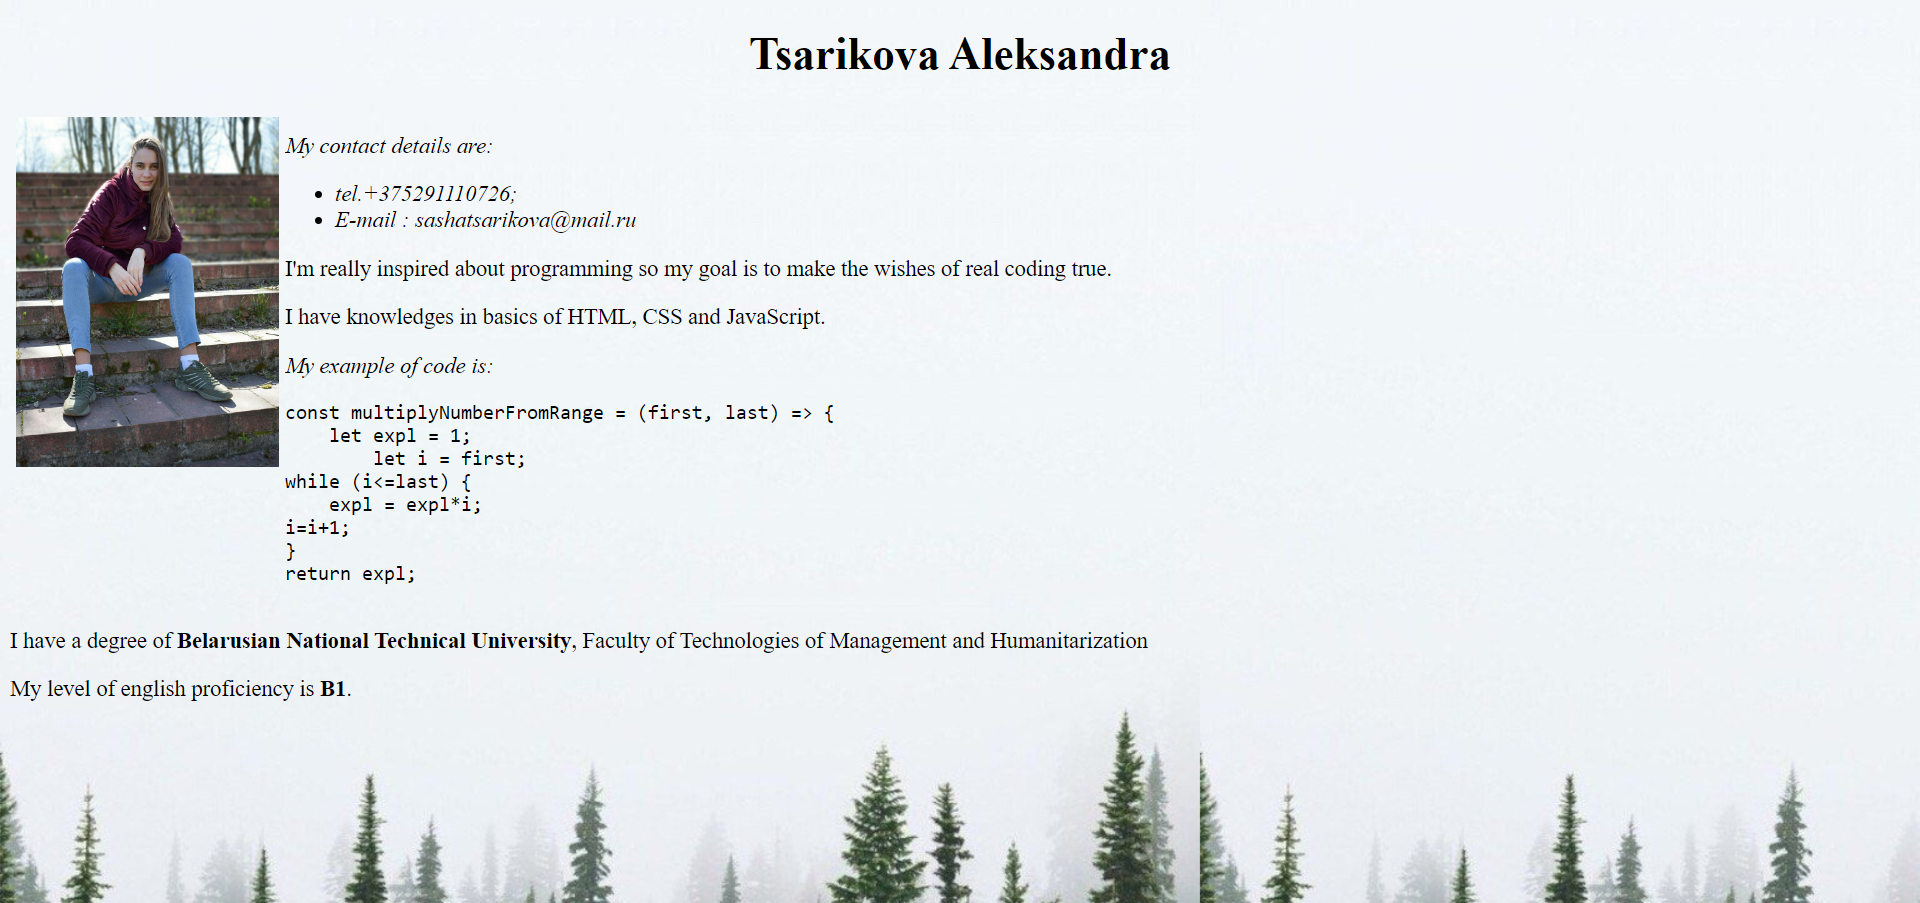 Tsarikova Aleksandra
My contact details are:
• tel.+375291110726;
• E-mail : sashatsarikova@mail.ru
I'm really inspired about programming so my goal is to make the wishes of real coding true.
I have knowledges in basics of HTML, CSS and JavaScript.
My example of code is:
const multiplyNumberFromRange = (first, last) => {
    let expl = 1;
        let i = first;
while (i<=last) {
    expl = expl*i;
i=i+1;
}
return expl;
I have a degree of Belarusian National Technical University, Faculty of Technologies of Management and Humanitarization
My level of english proficiency is B1.